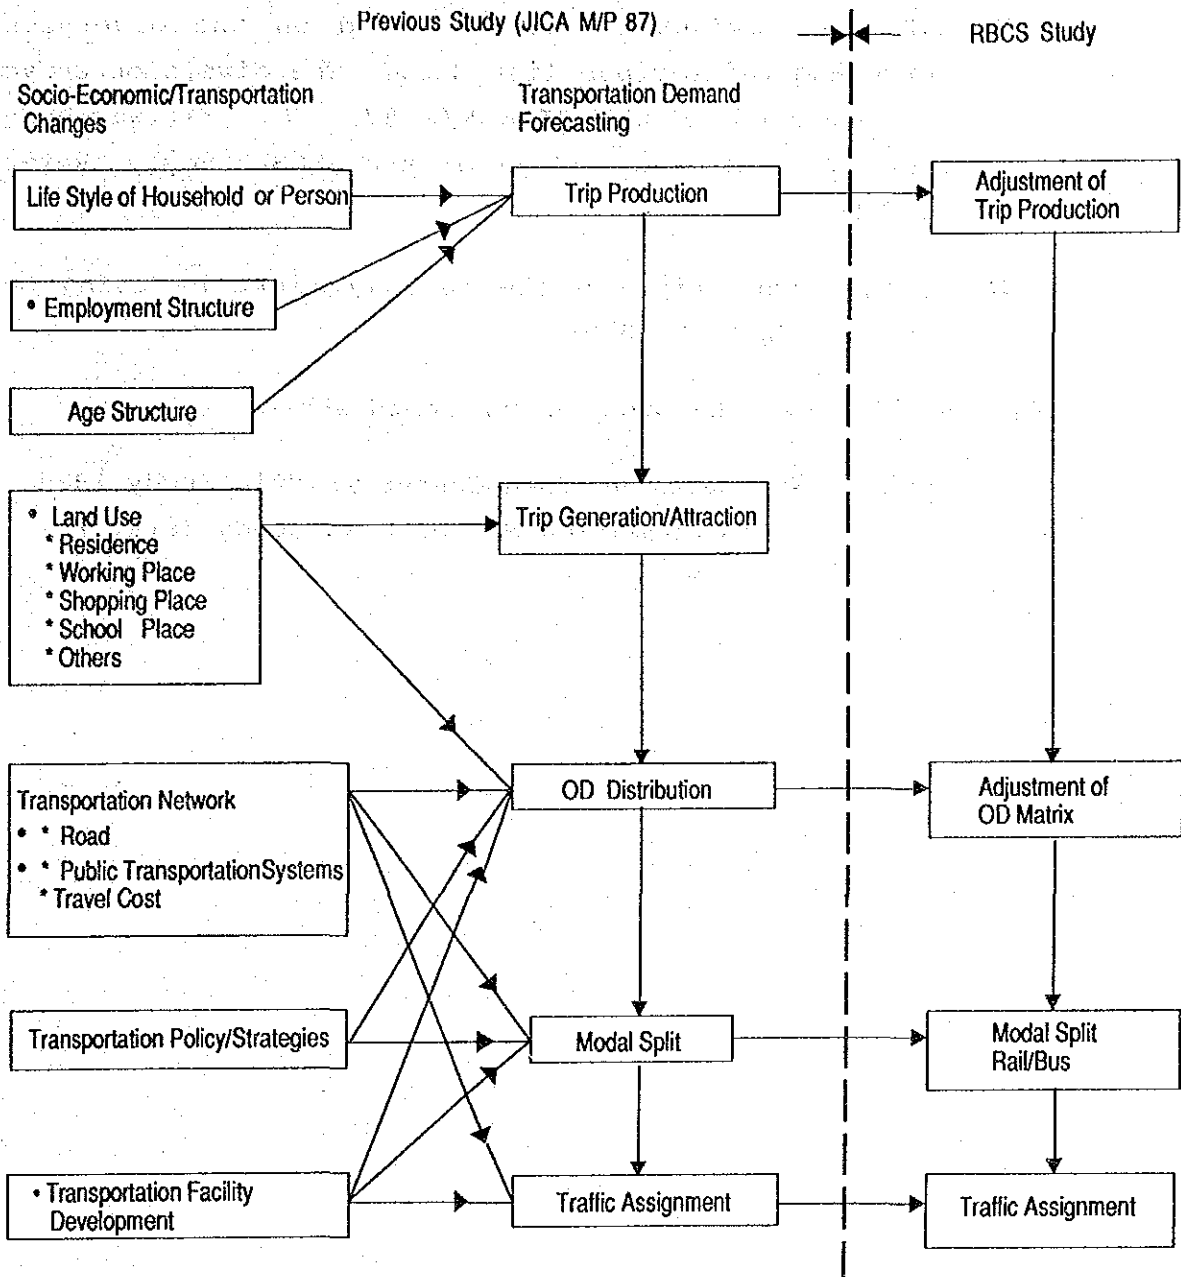 Previous Study (JICA M/P 87)
RBCS Study
Socio-Economic/Transportation
Changes
Transportation Demand
Forecasting
Life Style of Household or Person
Trip Production
Adjustment of
Trip Production
• Employment Structure
Age Structure
• Land Use
* Residence
* Working Place
* Shopping Place
* School Place
* Others
Trip Generation/Attraction
Transportation Network
• * Road
• * Public TransportationSystems
* Travel Cost
OD Distribution
Adjustment of
OD Matrix
Transportation Policy/Strategies
Modal Split
Modal Split
Rail/Bus
• Transportation Facility
Development
Traffic Assignment
Traffic Assignment